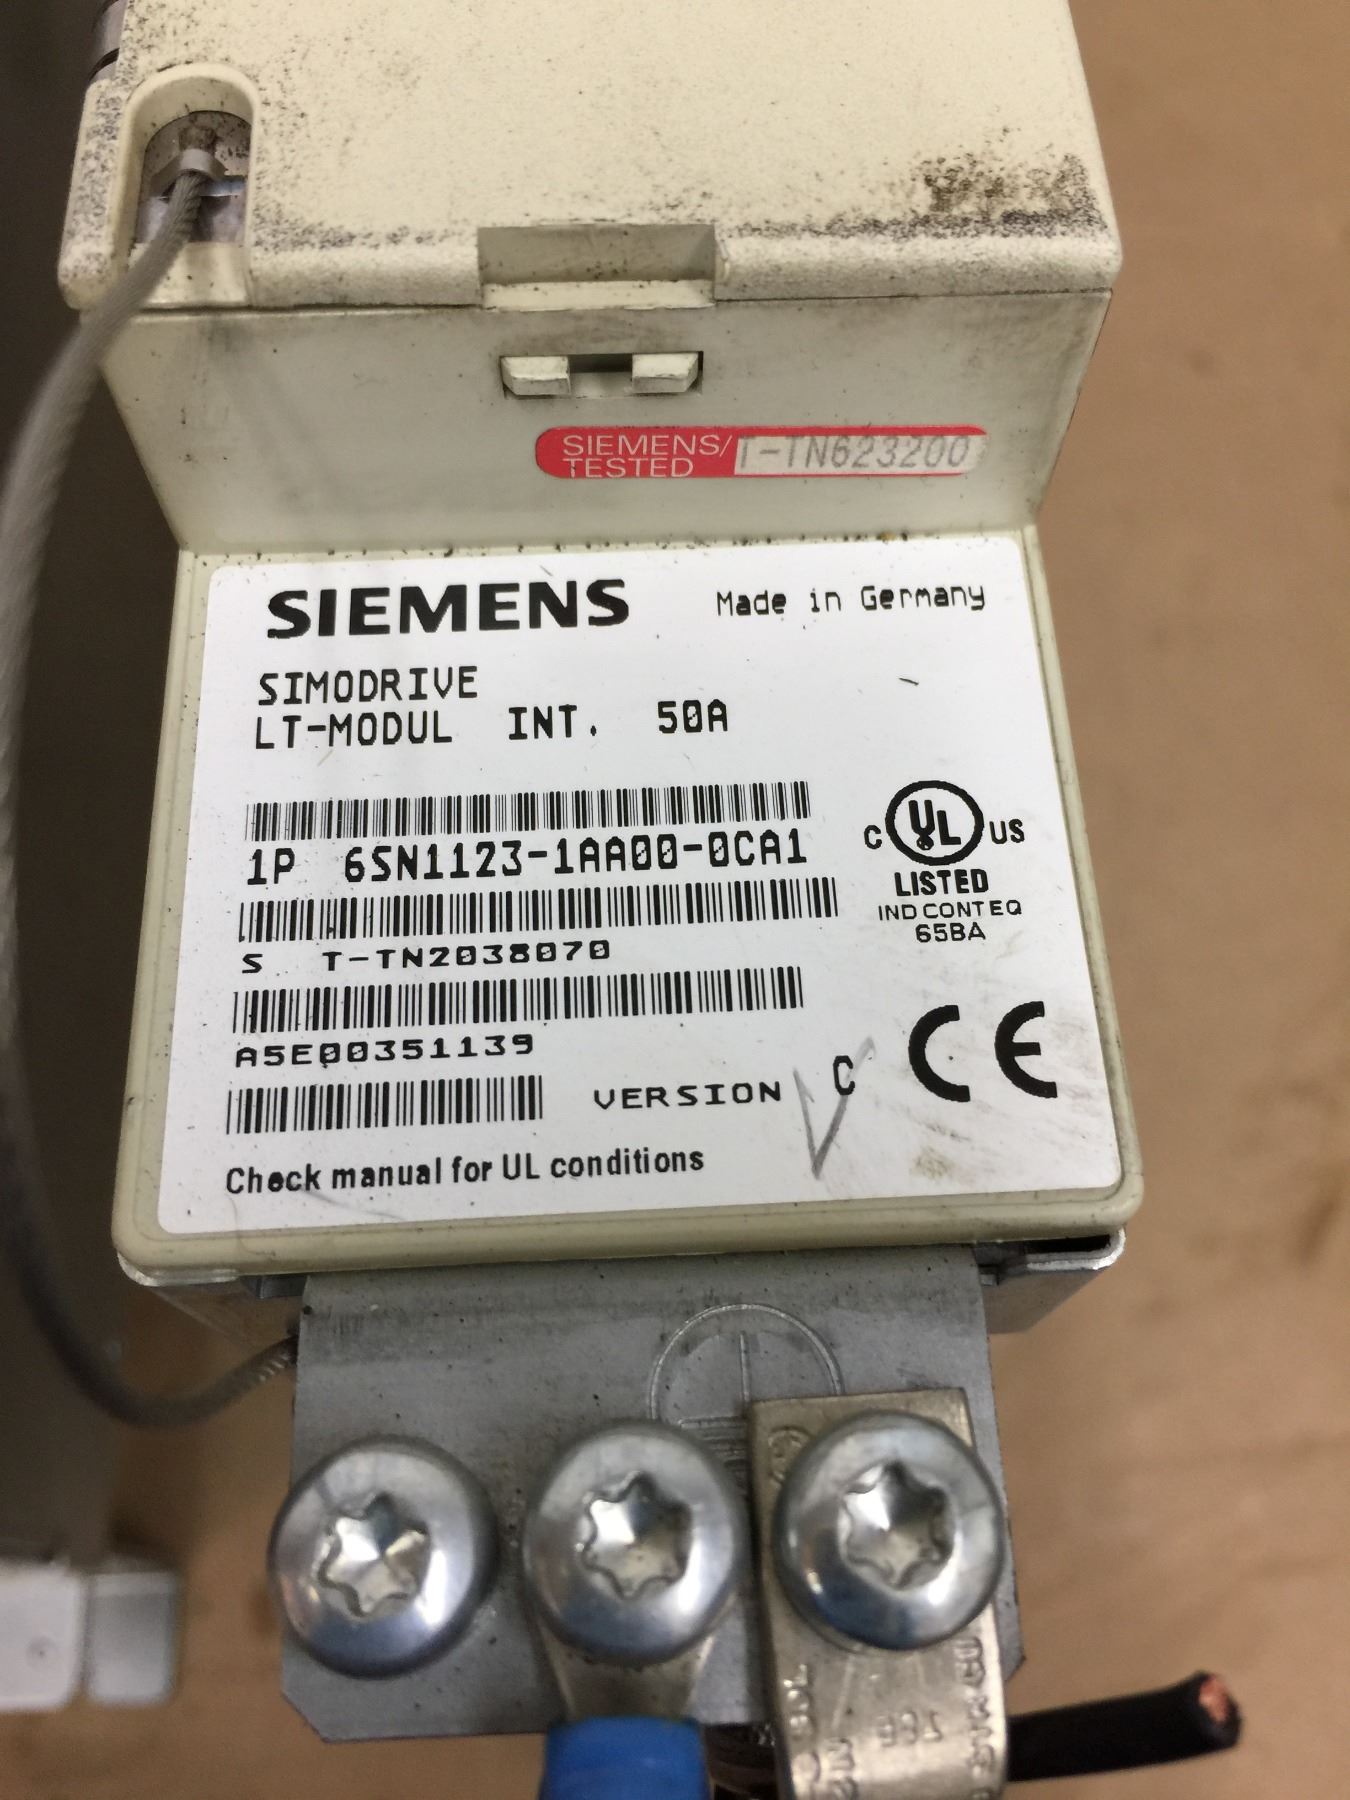 SIEMENS/
TESTED T-TN623200
SIEMENS Made in Germany
SIMODRIVE
LT-MODUL INT. 50A
1P 6SN1123-1AA00-0CA1
C UL US
LISTED
IND CONT EQ
65BA
S T-TN2038070
A5E00351139
VERSION C
CE
Check manual for UL conditions